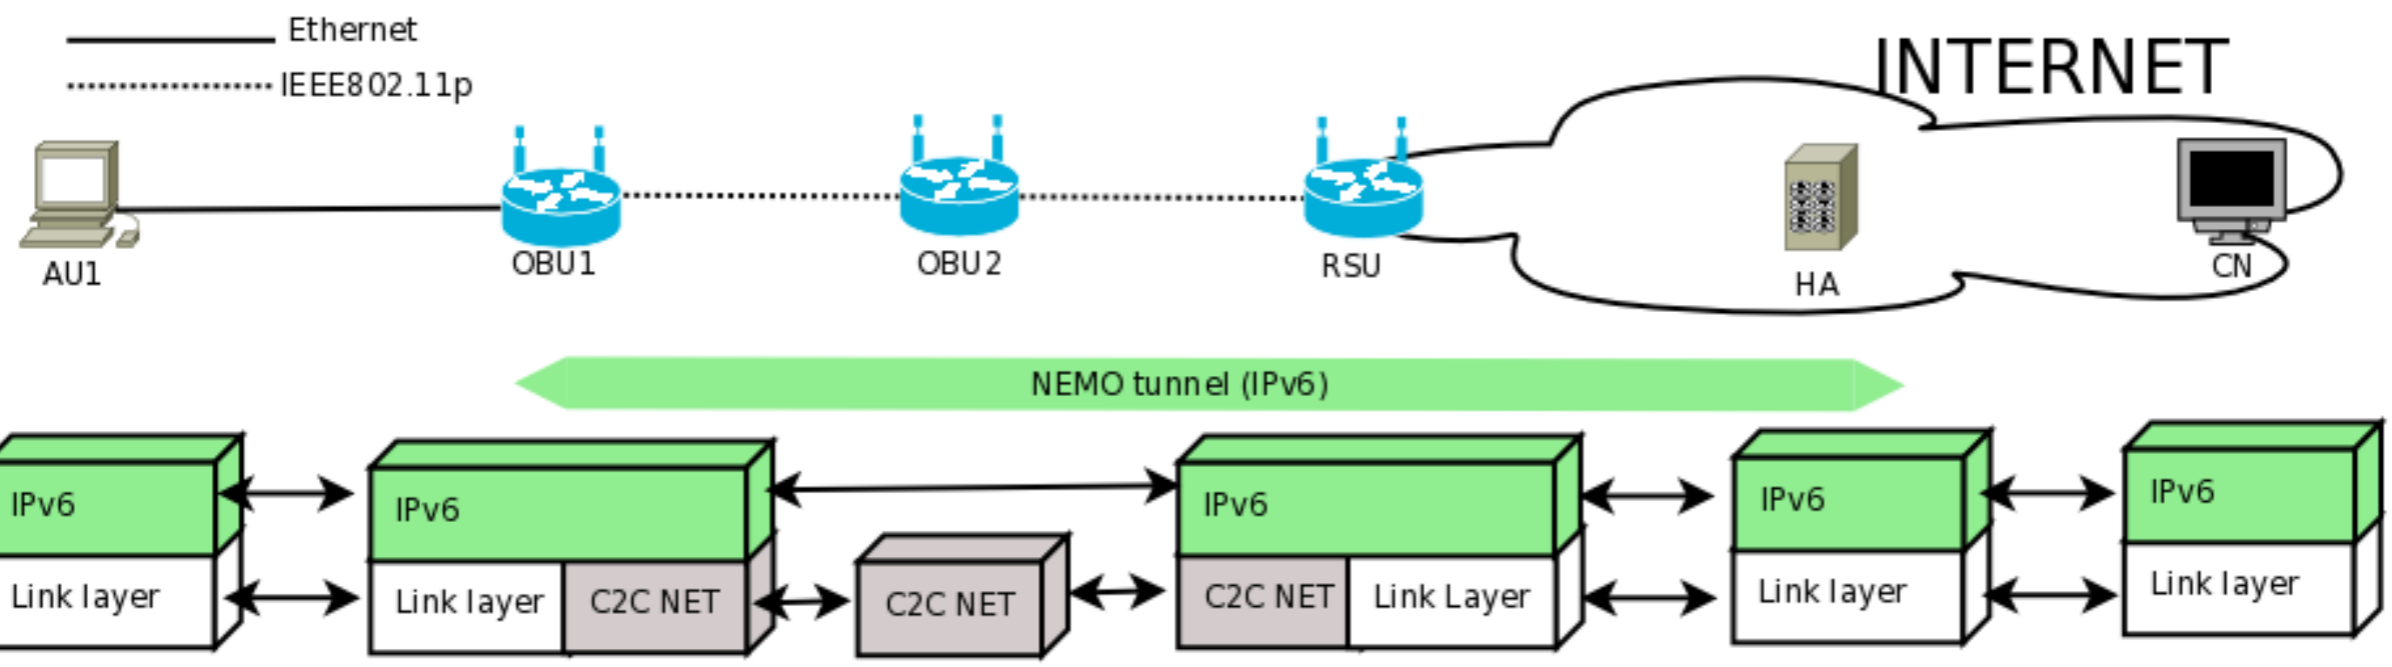 Ethernet
IEEE802.11p
INTERNET
AU1
OBU1
OBU2
RSU
HA
CN
NEMO tunnel (IPv6)
IPv6
IPv6
IPv6
IPv6
IPv6
Link layer
Link layer
C2C NET
C2C NET
C2C NET
Link Layer
Link layer
Link layer